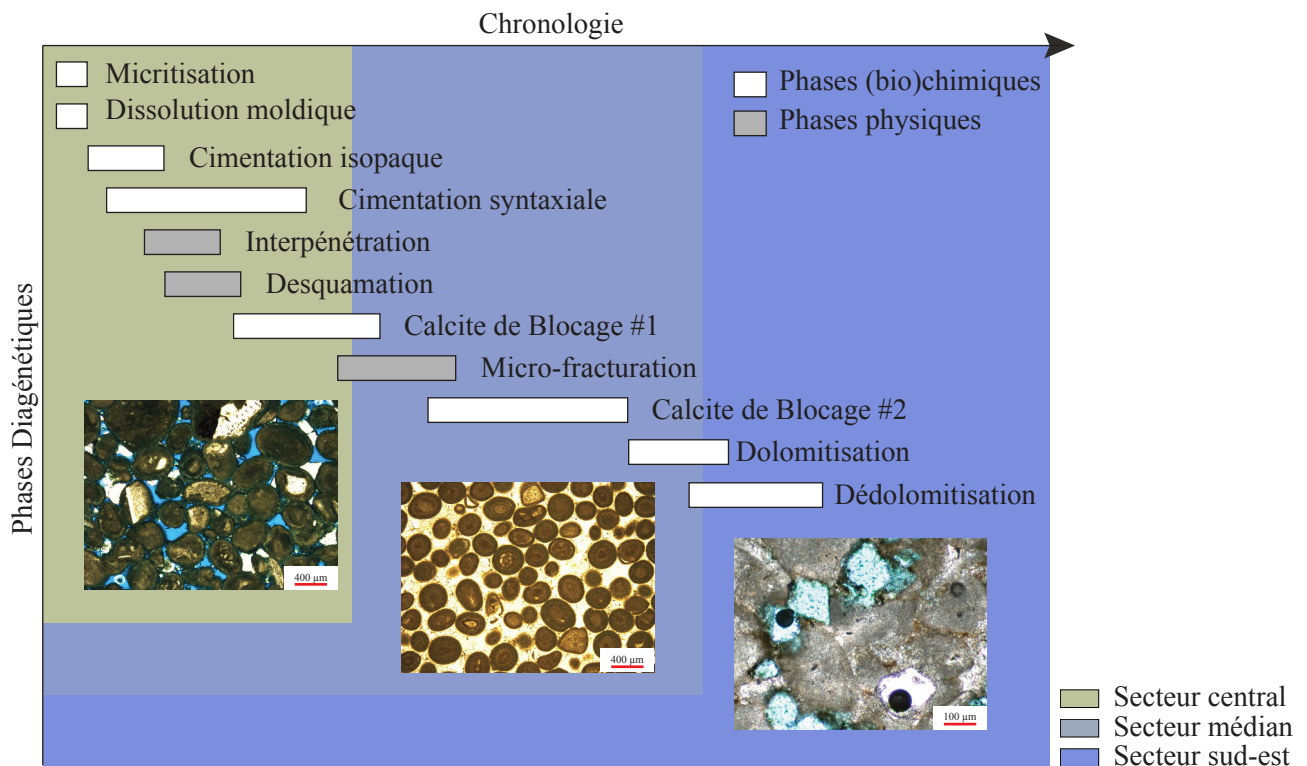 Chronologie
Micritisation
Dissolution moldique
Cimentation isopaque
Cimentation syntaxiale
Interpénétration
Desquamation
Calcite de Blocage #1
Micro-fracturation
Calcite de Blocage #2
Dolomitisation
Dédolomitisation
Phases (bio)chimiques
Phases physiques
Phases Diagénétiques
400 µm
400 µm
100 µm
Secteur central
Secteur médian
Secteur sud-est